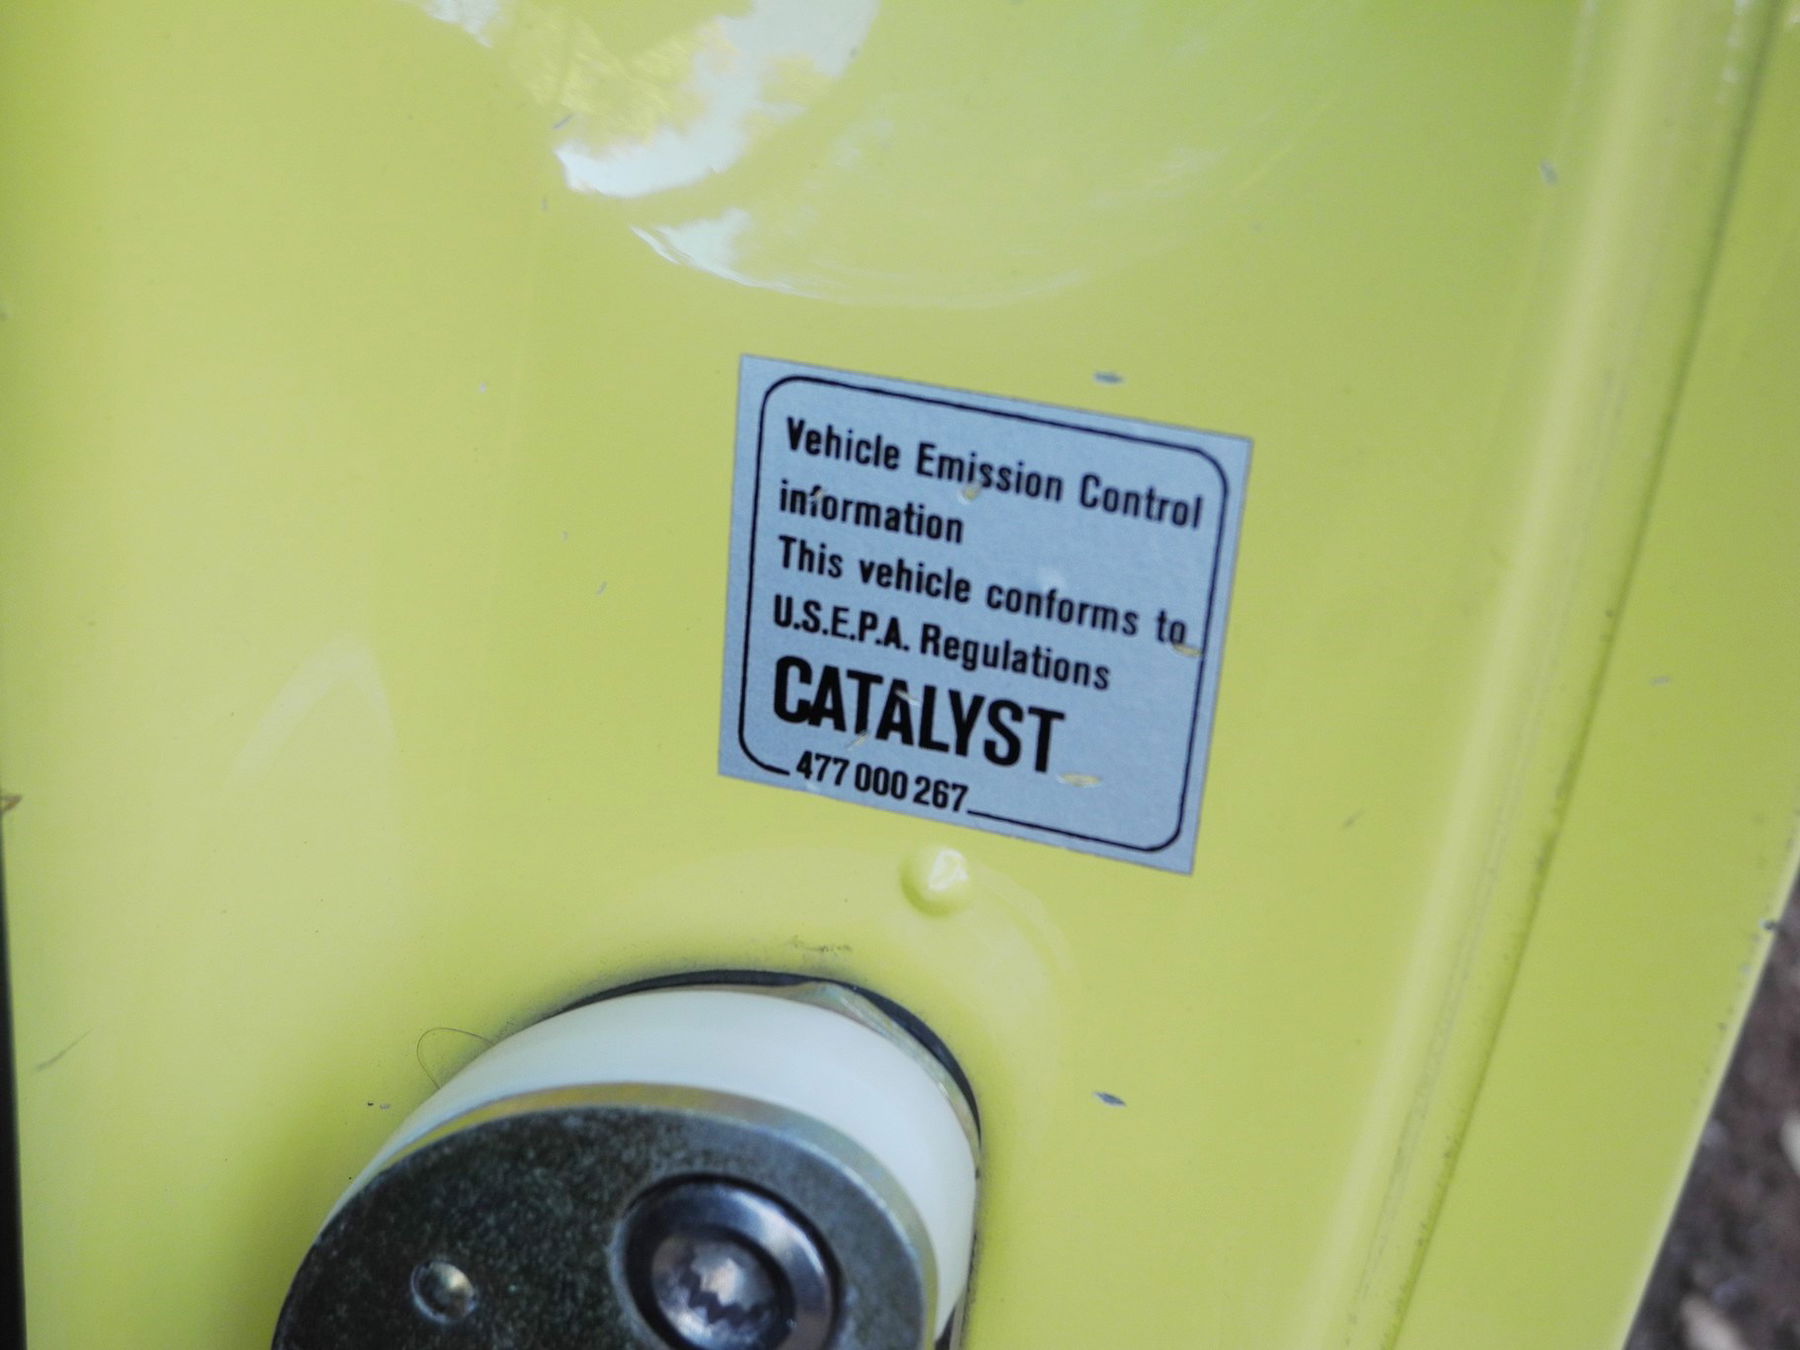 Vehicle Emission Control
information
This vehicle conforms to
U.S.E.P.A. Regulations
CATALYST
477 000 267